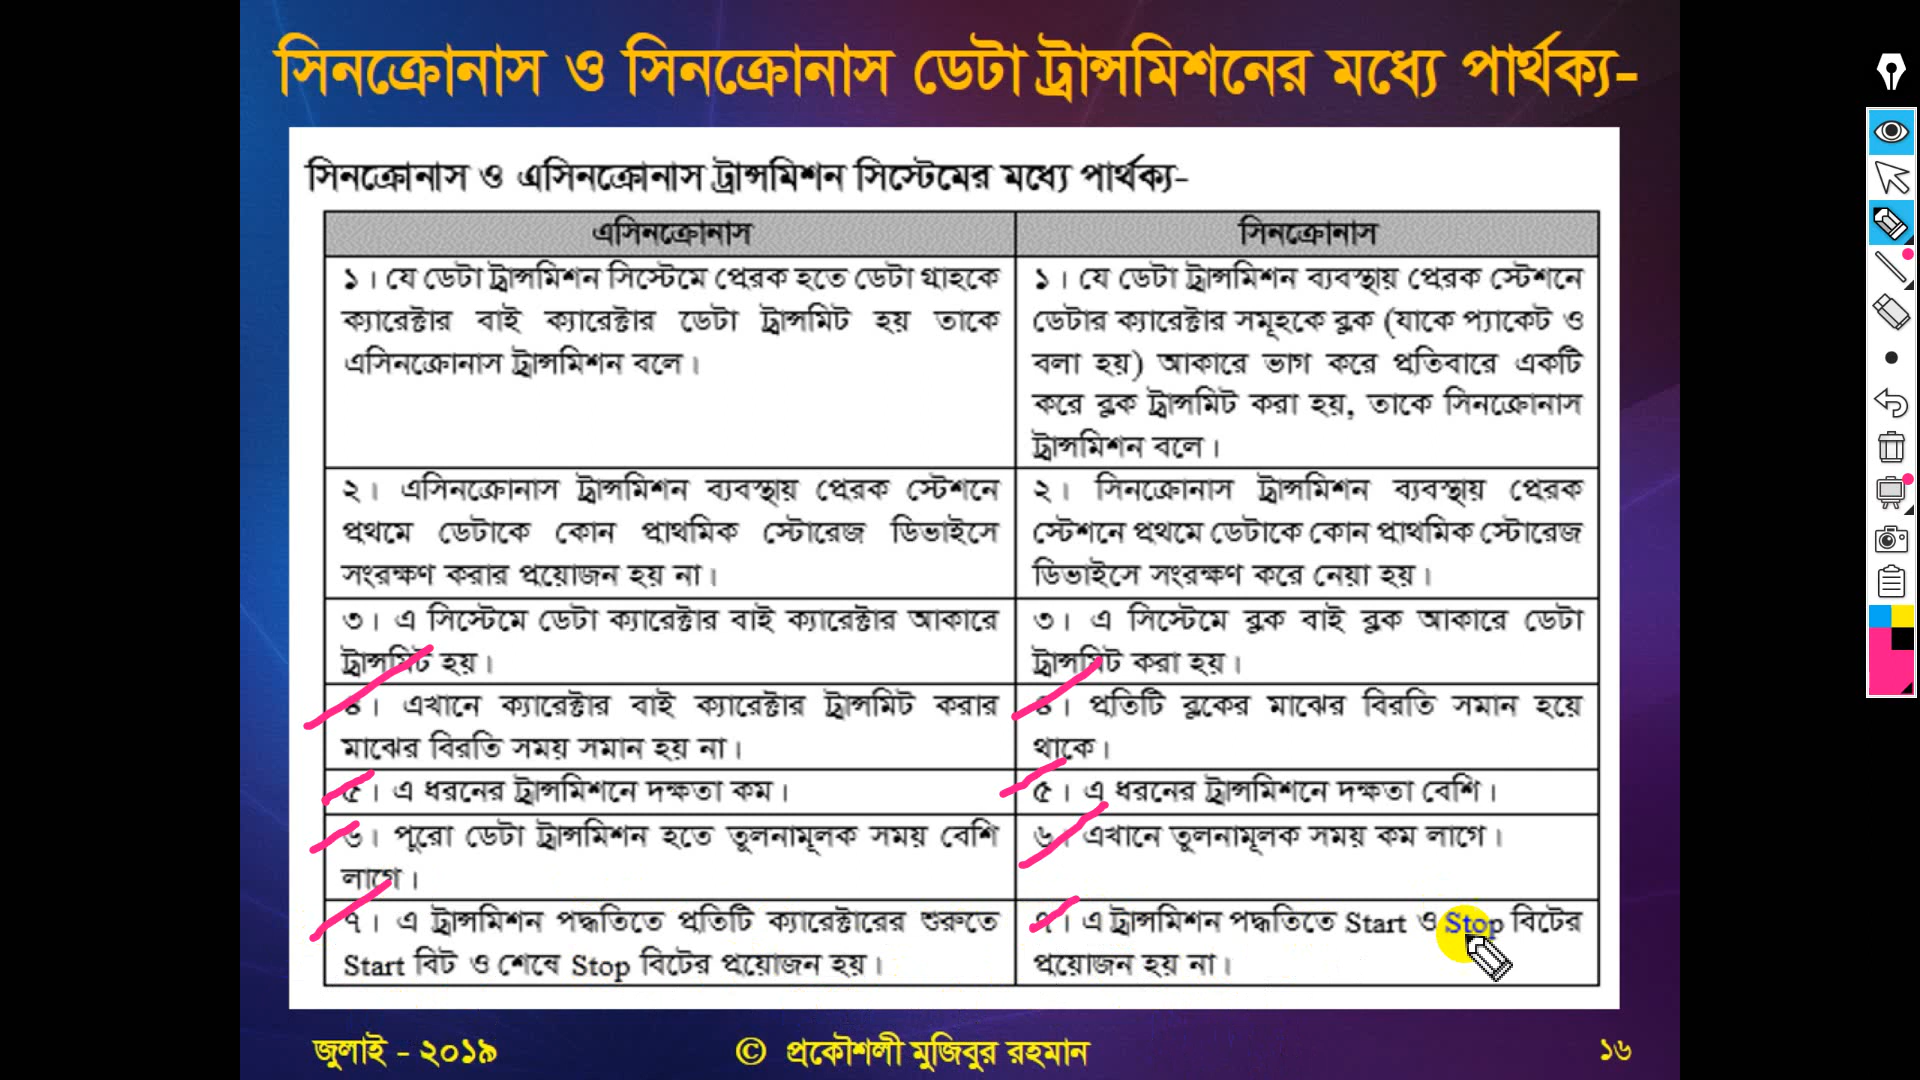 সিনক্রোনাস ও সিনক্রোনাস ডেটা ট্রান্সমিশনের মধ্যে পার্থক্য-
সিনক্রোনাস ও এসিনক্রোনাস ট্রান্সমিশন সিস্টেমের মধ্যে পার্থক্য-
এসিনক্রোনাস
সিনক্রোনাস
১। যে ডেটা ট্রান্সমিশন সিস্টেমে প্রেরক হতে ডেটা গ্রাহকে
ক্যারেক্টার বাই ক্যারেক্টার ডেটা ট্রান্সমিট হয় তাকে
এসিনক্রোনাস ট্রান্সমিশন বলে।
১। যে ডেটা ট্রান্সমিশন ব্যবস্থায় প্রেরক স্টেশনে
ডেটার ক্যারেক্টার সমূহকে ব্লক (যাকে প্যাকেট ও
বলা হয়) আকারে ভাগ করে প্রতিবারে একটি
করে ব্লক ট্রান্সমিট করা হয়, তাকে সিনক্রোনাস
ট্রান্সমিশন বলে।
২। এসিনক্রোনাস ট্রান্সমিশন ব্যবস্থায় প্রেরক স্টেশনে
প্রথমে ডেটাকে কোন প্রাথমিক স্টোরেজ ডিভাইসে
সংরক্ষণ করার প্রয়োজন হয় না।
২। সিনক্রোনাস ট্রান্সমিশন ব্যবস্থায় প্রেরক
স্টেশনে প্রথমে ডেটাকে কোন প্রাথমিক স্টোরেজ
ডিভাইসে সংরক্ষণ করে নেয়া হয়।
৩। এ সিস্টেমে ডেটা ক্যারেক্টার বাই ক্যারেক্টার আকারে
ট্রান্সমিট হয়।
৩। এ সিস্টেমে ব্লক বাই ব্লক আকারে ডেটা
ট্রান্সমিট করা হয়।
৪। এখানে ক্যারেক্টার বাই ক্যারেক্টার ট্রান্সমিট করার
মাঝের বিরতি সময় সমান হয় না।
৪। প্রতিটি ব্লকের মাঝের বিরতি সমান হয়ে
থাকে।
৫। এ ধরনের ট্রান্সমিশনে দক্ষতা কম।
৫। এ ধরনের ট্রান্সমিশনে দক্ষতা বেশি।
৬। পূরো ডেটা ট্রান্সমিশন হতে তুলনামূলক সময় বেশি
লাগে।
৬। এখানে তুলনামূলক সময় কম লাগে।
৭। এ ট্রান্সমিশন পদ্ধতিতে প্রতিটি ক্যারেক্টারের শুরুতে
Start বিট ও শেষে Stop বিটের প্রয়োজন হয়।
৭। এ ট্রান্সমিশন পদ্ধতিতে Start ও Stop বিটের
প্রয়োজন হয় না।
জুলাই - ২০১৯
© প্রকৌশলী মুজিবুর রহমান
১৬